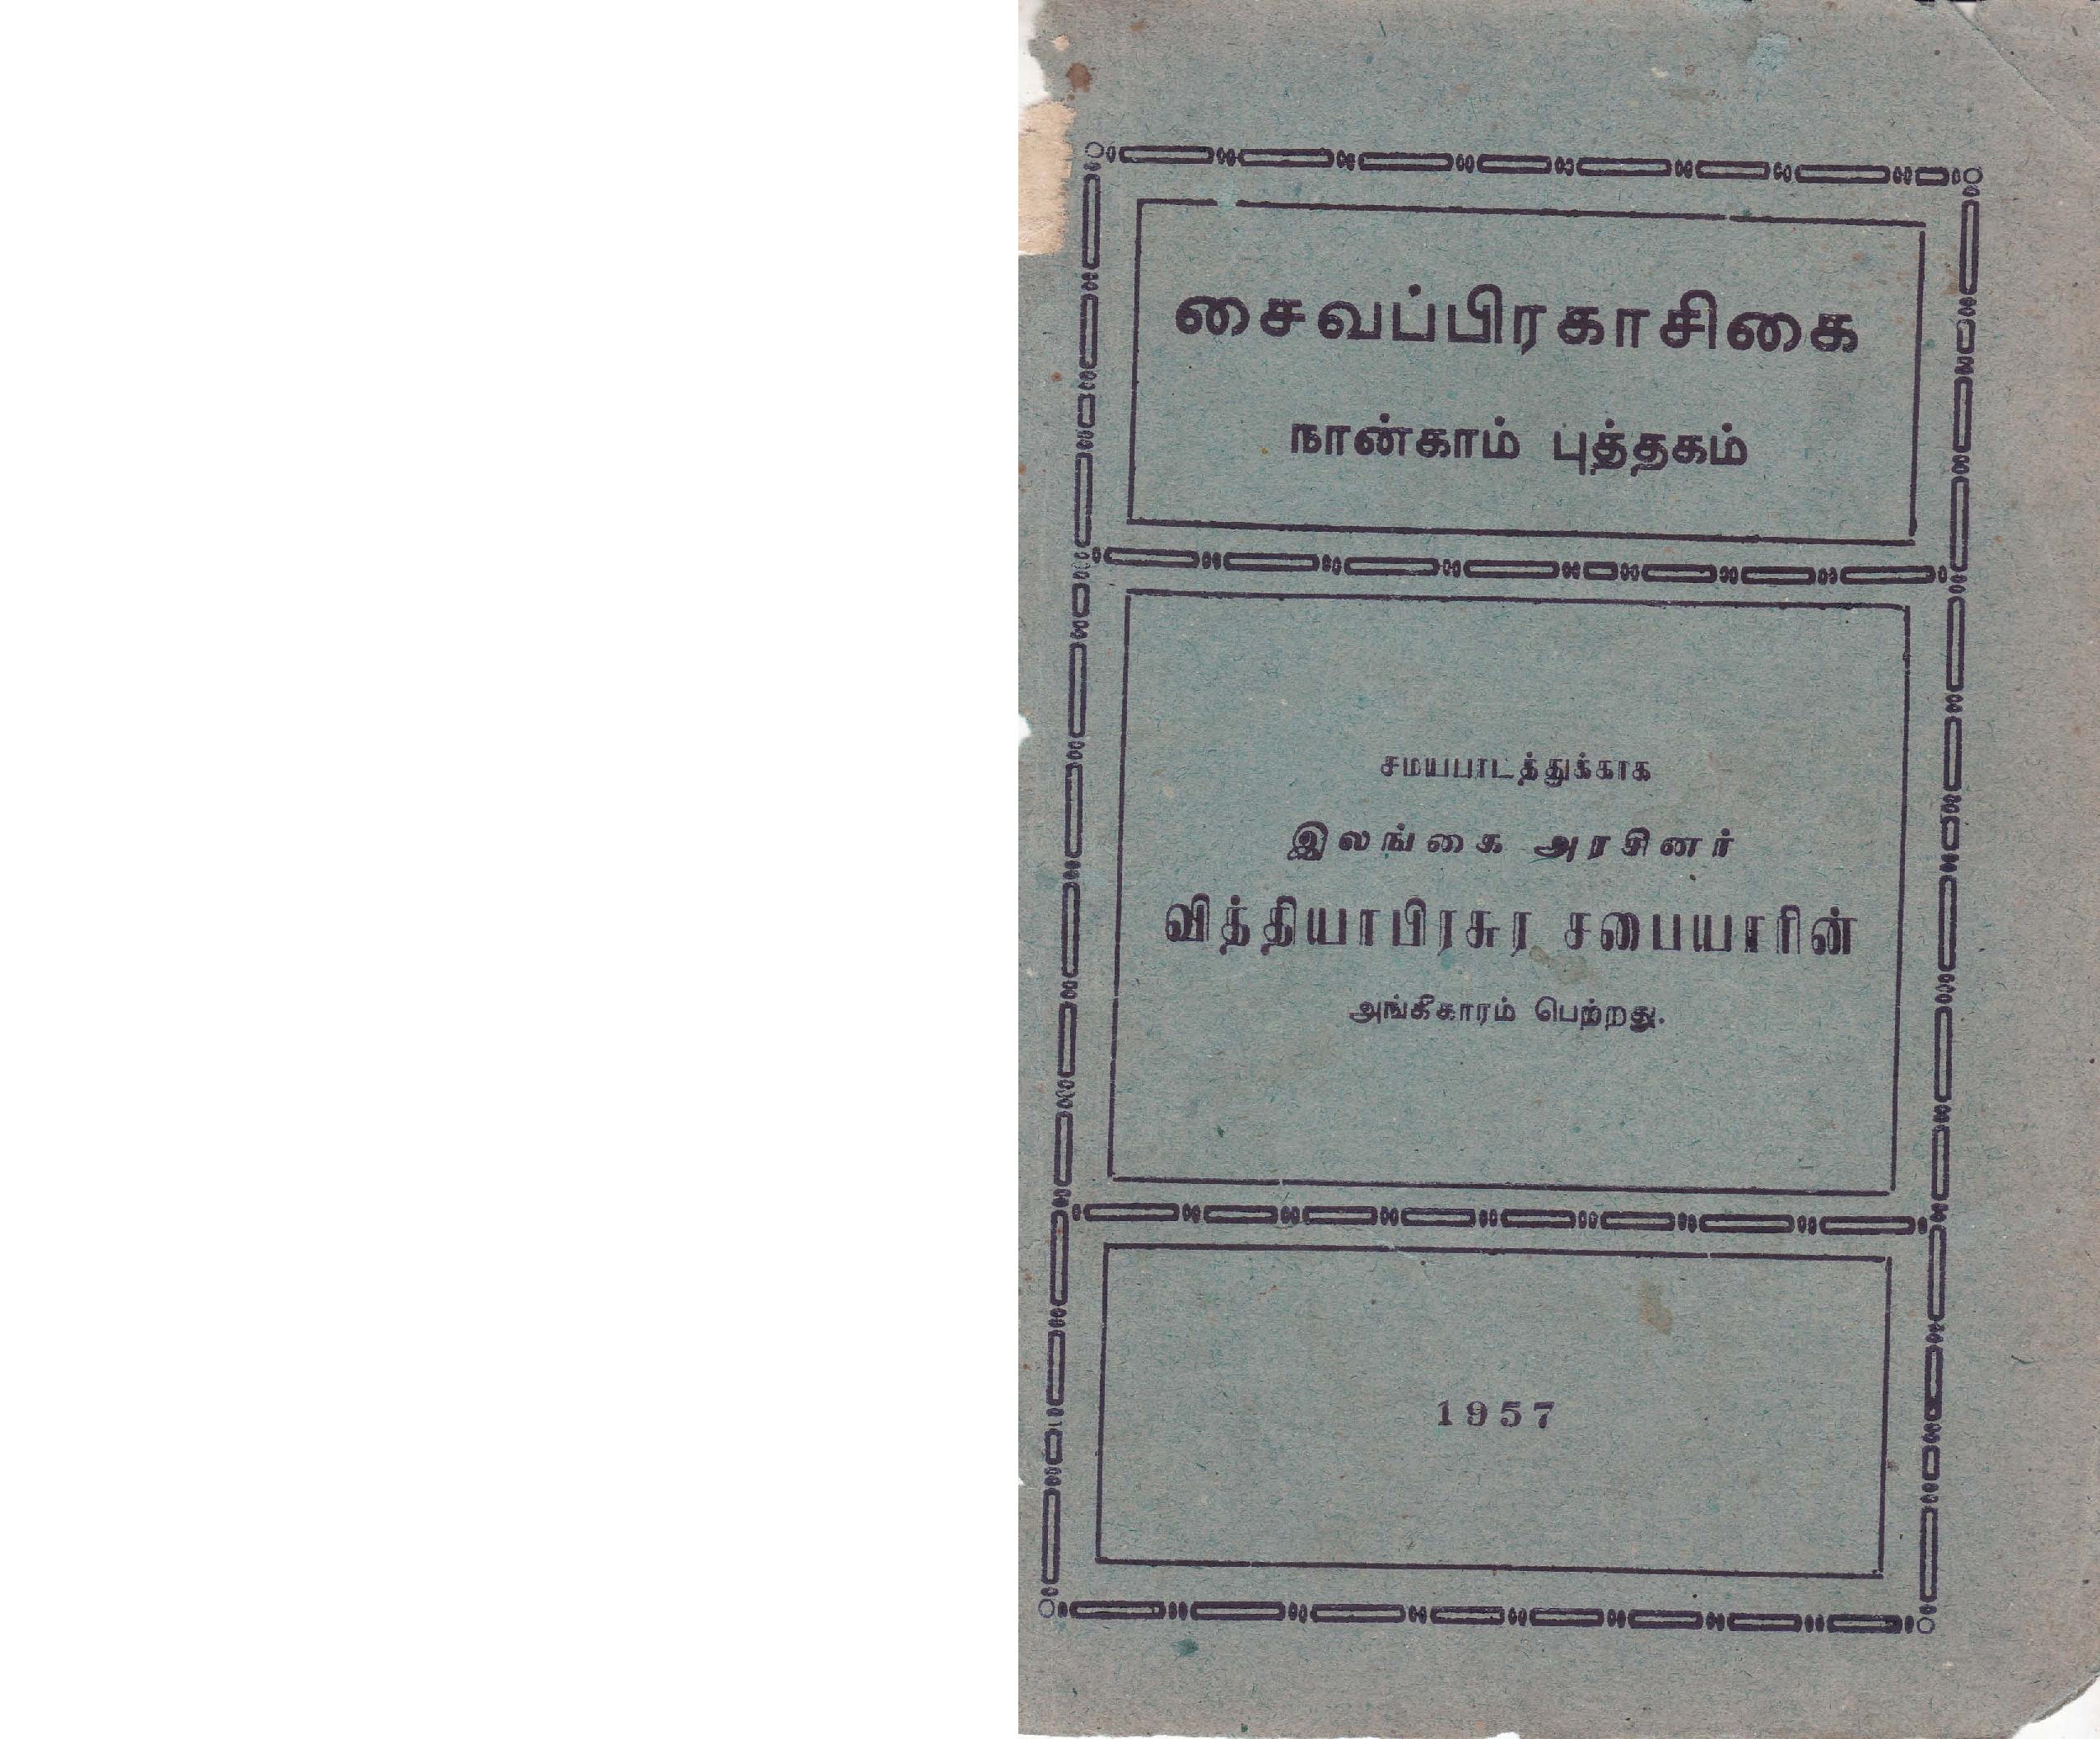 சைவப்பிரகாசிகை
நான்காம் புத்தகம்
சமயபாடத்துக்காக
இலங்கை அரசினர்
வித்தியாபிரசுர சபையாரின்
அங்கீகாரம் பெற்றது.
1957